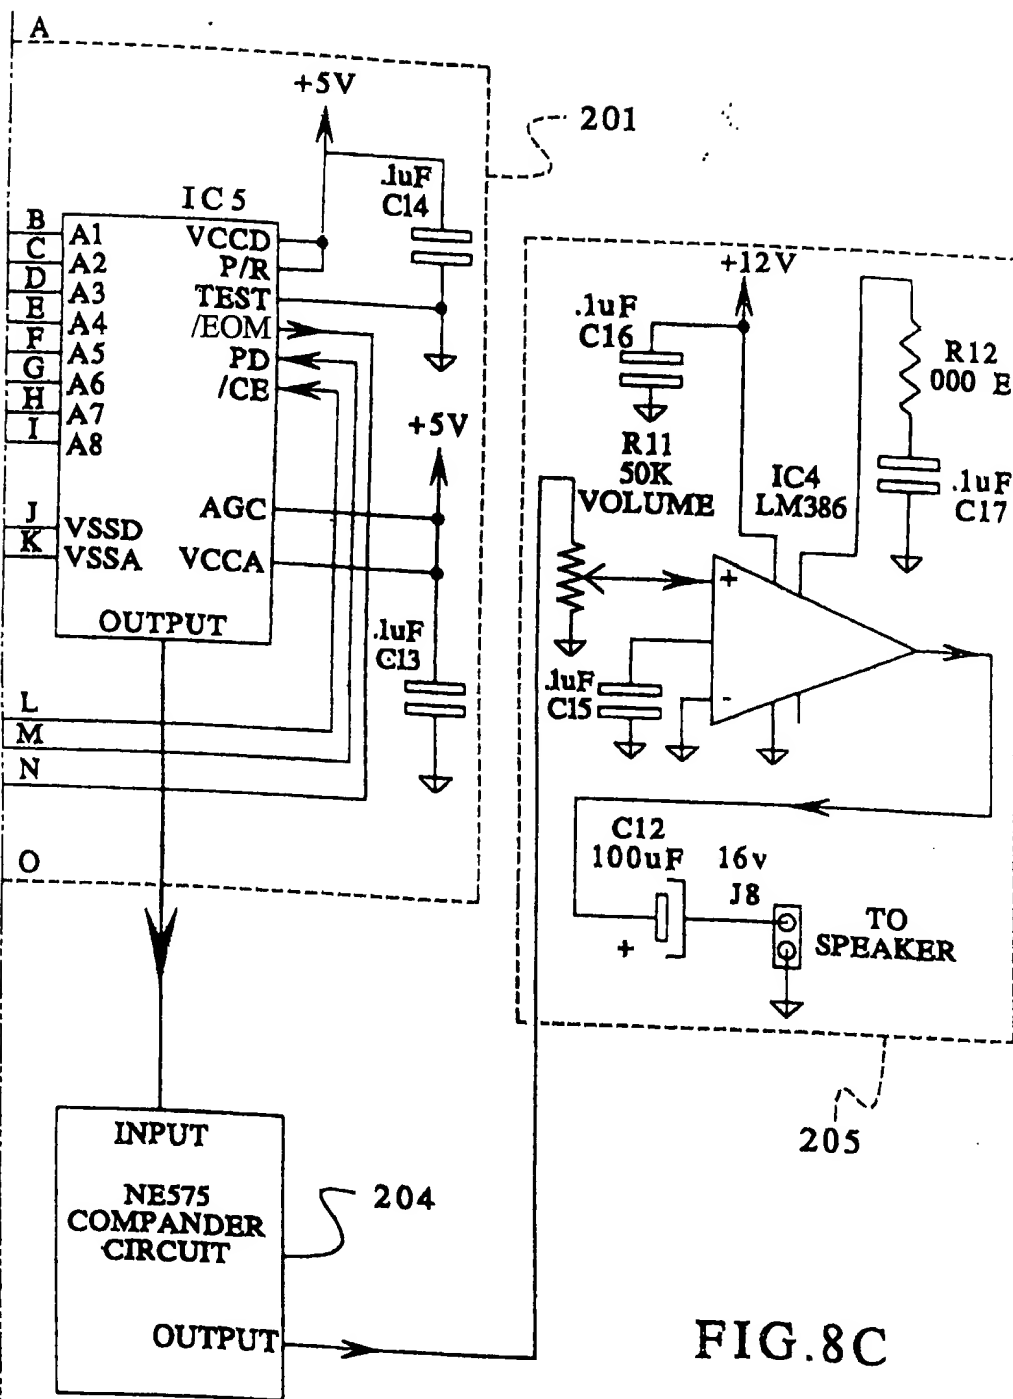 A
+5V
201
.1uF
C14
IC5
B
C
D
E
F
G
H
I
A1
A2
A3
A4
A5
A6
A7
A8
VCCD
P/R
TEST
/EOM
PD
/CE
+5V
J
K
VSSD
VSSA
AGC
VCCA
OUTPUT
.1uF
C13
L
M
N
O
+12V
.1uF
C16
R12
000 E
R11
50K
VOLUME
IC4
LM386
.1uF
C17
+
-
.1uF
C15
C12
100uF 16v
J8
+
TO
SPEAKER
205
INPUT
NE575
COMPANDER
CIRCUIT
204
OUTPUT
FIG.8C